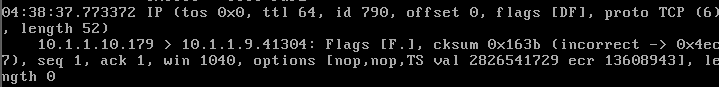 04:38:37.773372 IP (tos 0x0, ttl 64, id 790, offset 0, flags [DF], proto TCP (6)
, length 52)
    10.1.1.10.179 > 10.1.1.9.41304: Flags [F.], cksum 0x163b (incorrect -> 0x4ec
7), seq 1, ack 1, win 1040, options [nop,nop,TS val 2826541729 ecr 13608943], le
ngth 0